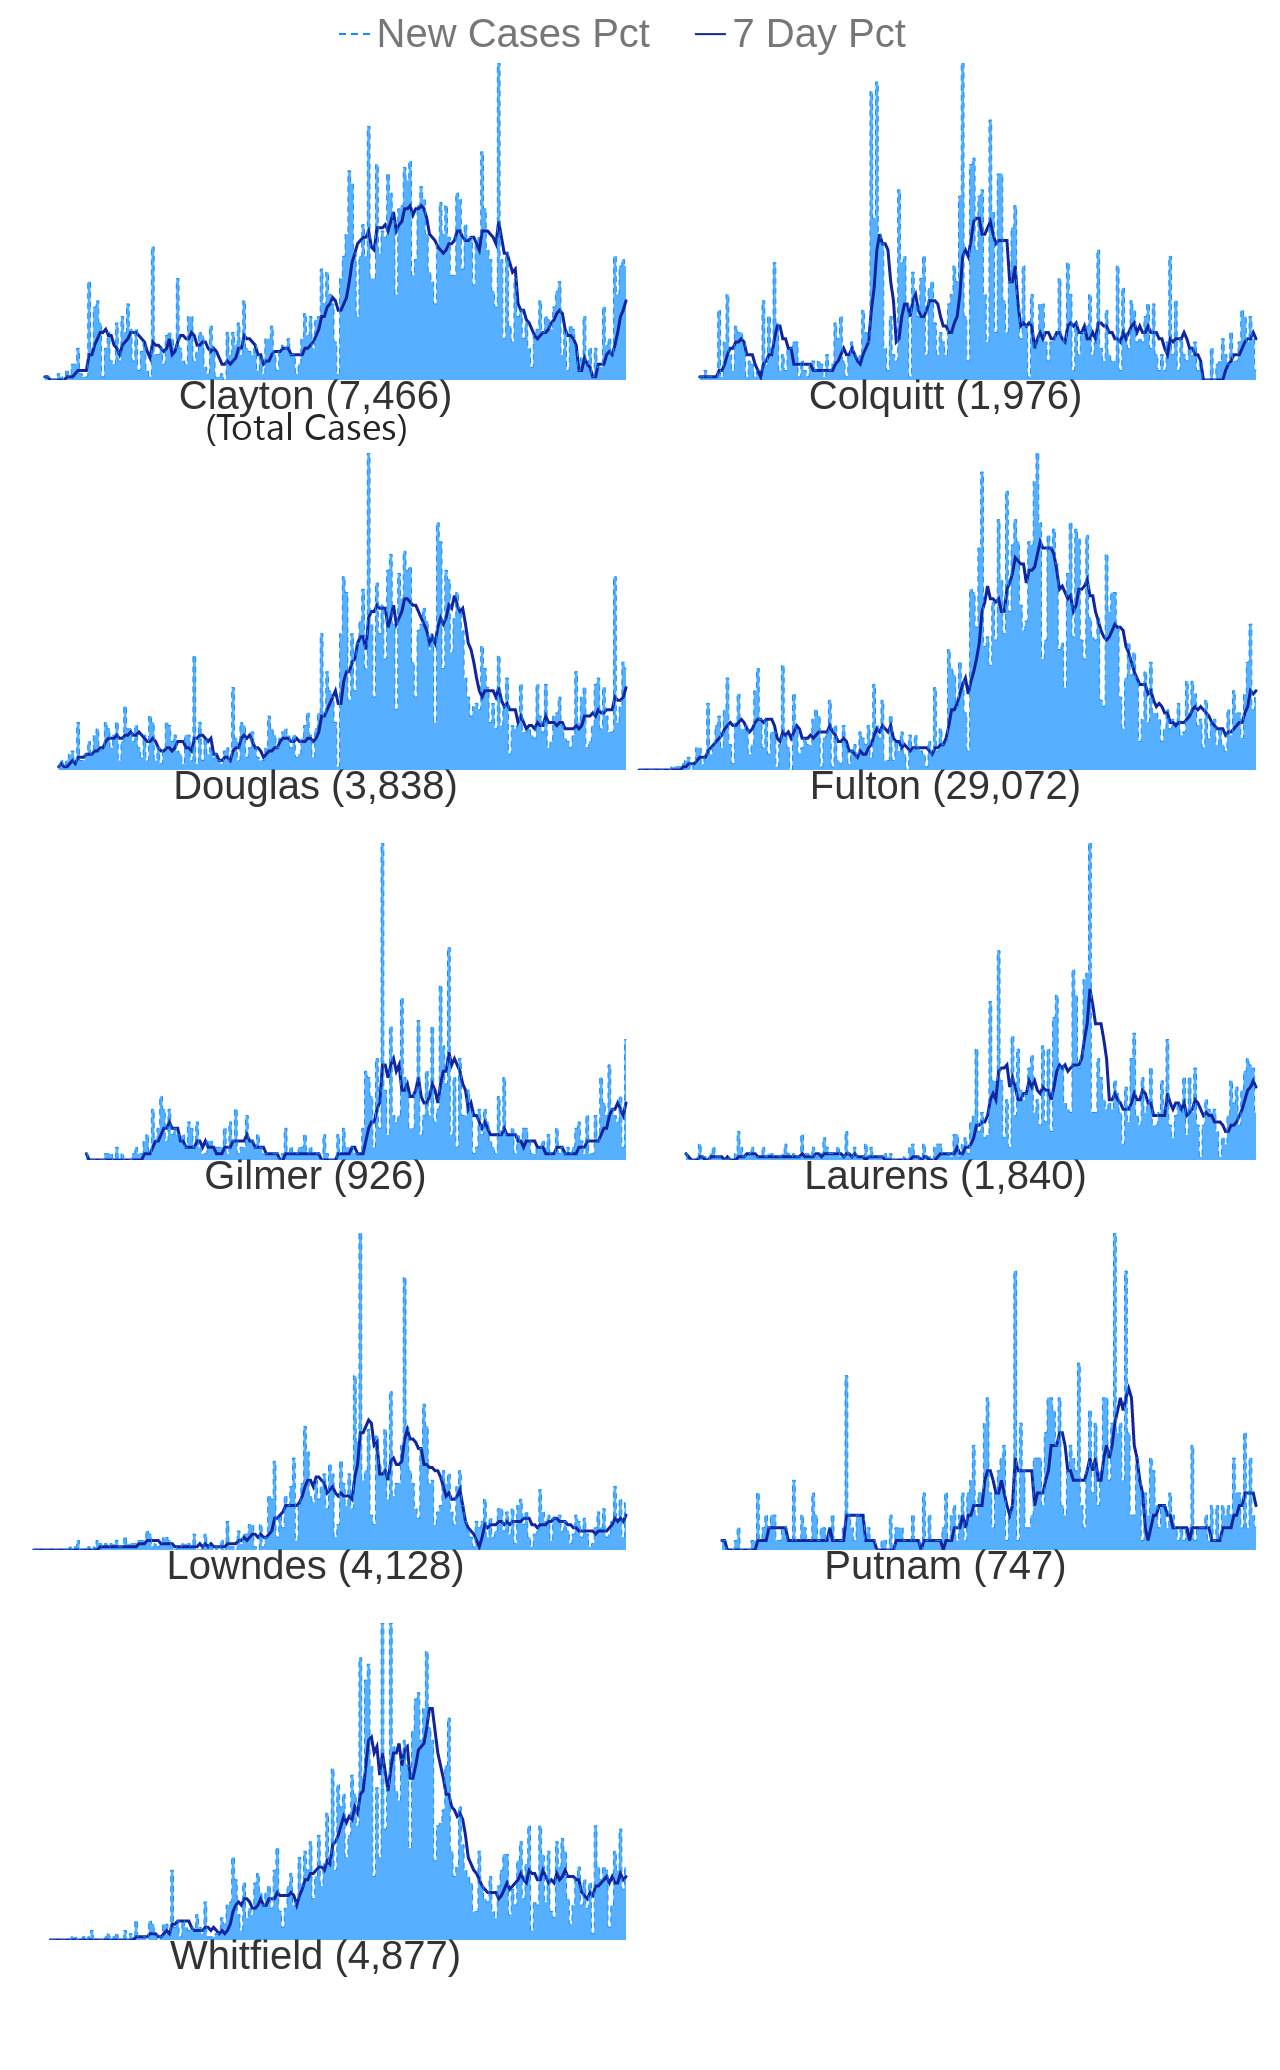 New Cases Pct 7 Day Pct
Clayton (7,466) Colquitt (1,976)
(Total Cases)
Douglas (3,838) Fulton (29,072)
Gilmer (926) Laurens (1,840)
Lowndes (4,128) Putnam (747)
Whitfield (4,877)